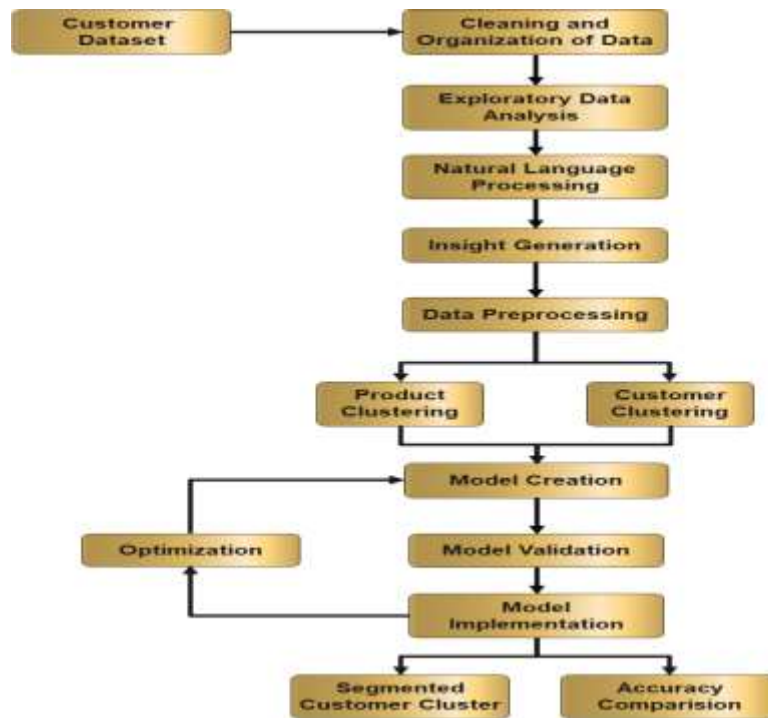 Customer
Dataset
Cleaning and
Organization of Data
Exploratory Data
Analysis
Natural Language
Processing
Insight Generation
Data Preprocessing
Product
Clustering
Customer
Clustering
Model Creation
Optimization
Model Validation
Model
Implementation
Segmented
Customer Cluster
Accuracy
Comparision